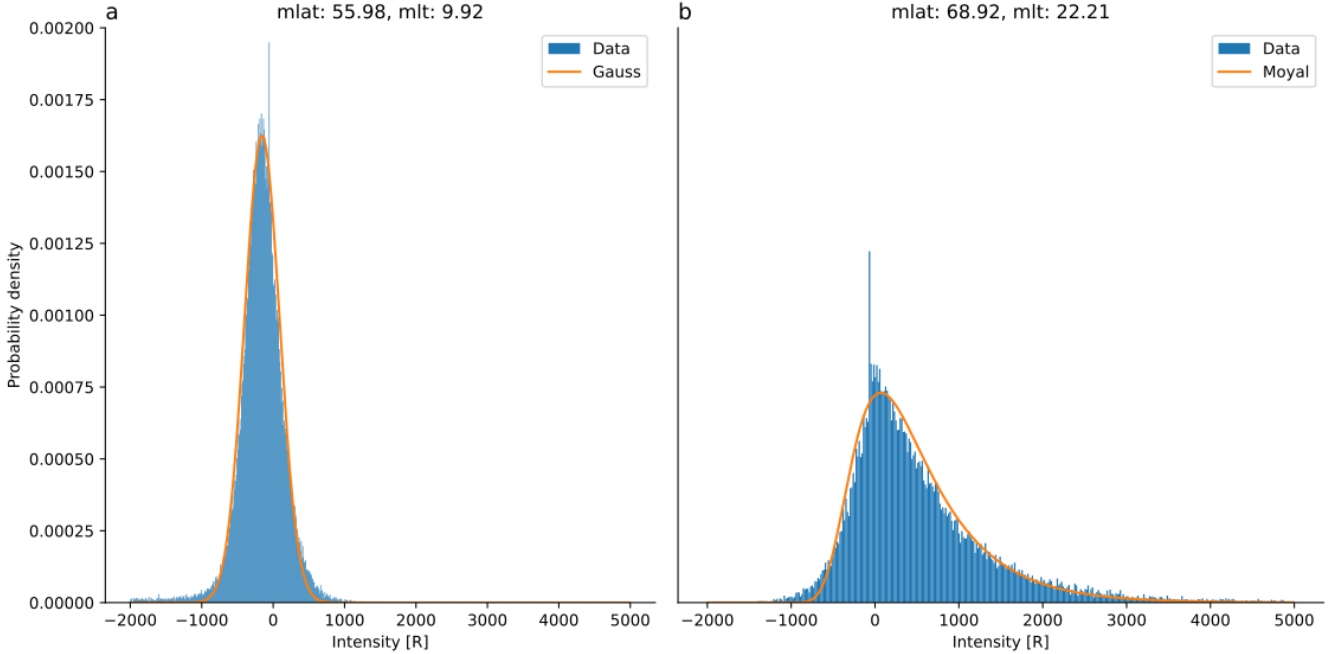 a
mlat: 55.98, mlt: 9.92
Data
Gauss
Probability density
0.00200
0.00175
0.00150
0.00125
0.00100
0.00075
0.00050
0.00025
0.00000
−2000 −1000 0 1000 2000 3000 4000 5000
Intensity [R]
b
mlat: 68.92, mlt: 22.21
Data
Moyal
−2000 −1000 0 1000 2000 3000 4000 5000
Intensity [R]